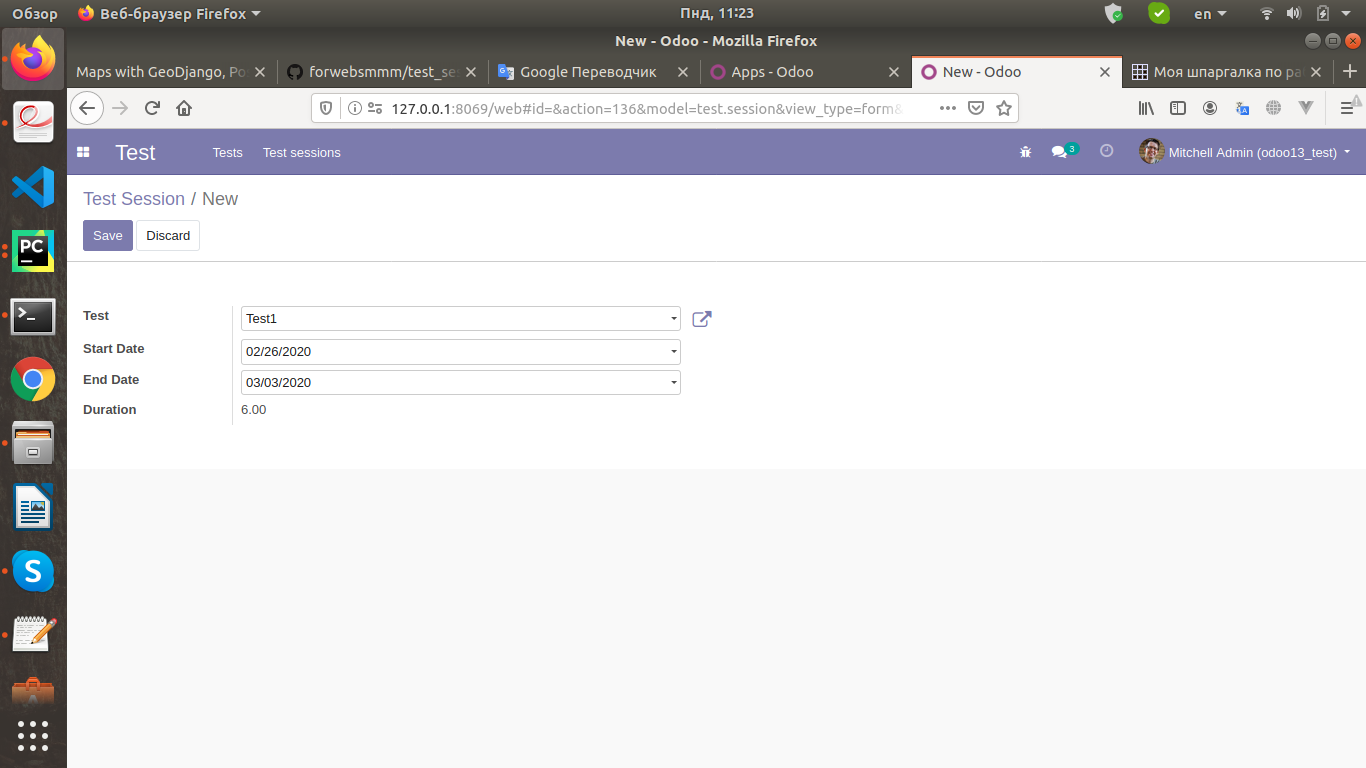 Обзор Веб-браузер Firefox Пнд, 11:23 en
New - Odoo - Mozilla Firefox
Maps with GeoDjango, Po forwebsmmm/test_se Google Переводчик Apps - Odoo New - Odoo Моя шпаргалка по ра
127.0.0.1:8069/web#id=&action=136&model=test.session&view_type=form&
Test Tests Test sessions 3 Mitchell Admin (odoo13_test)
Test Session / New
Save Discard
Test Test1
Start Date 02/26/2020
End Date 03/03/2020
Duration 6.00
PC
S